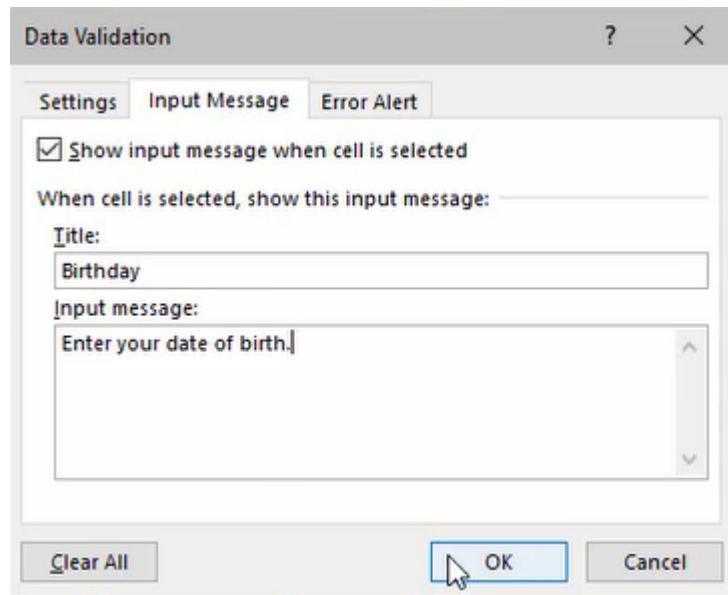 Data Validation ?
Settings Input Message Error Alert
Show input message when cell is selected
When cell is selected, show this input message:
Title:
Birthday
Input message:
Enter your date of birth.
Clear All OK Cancel